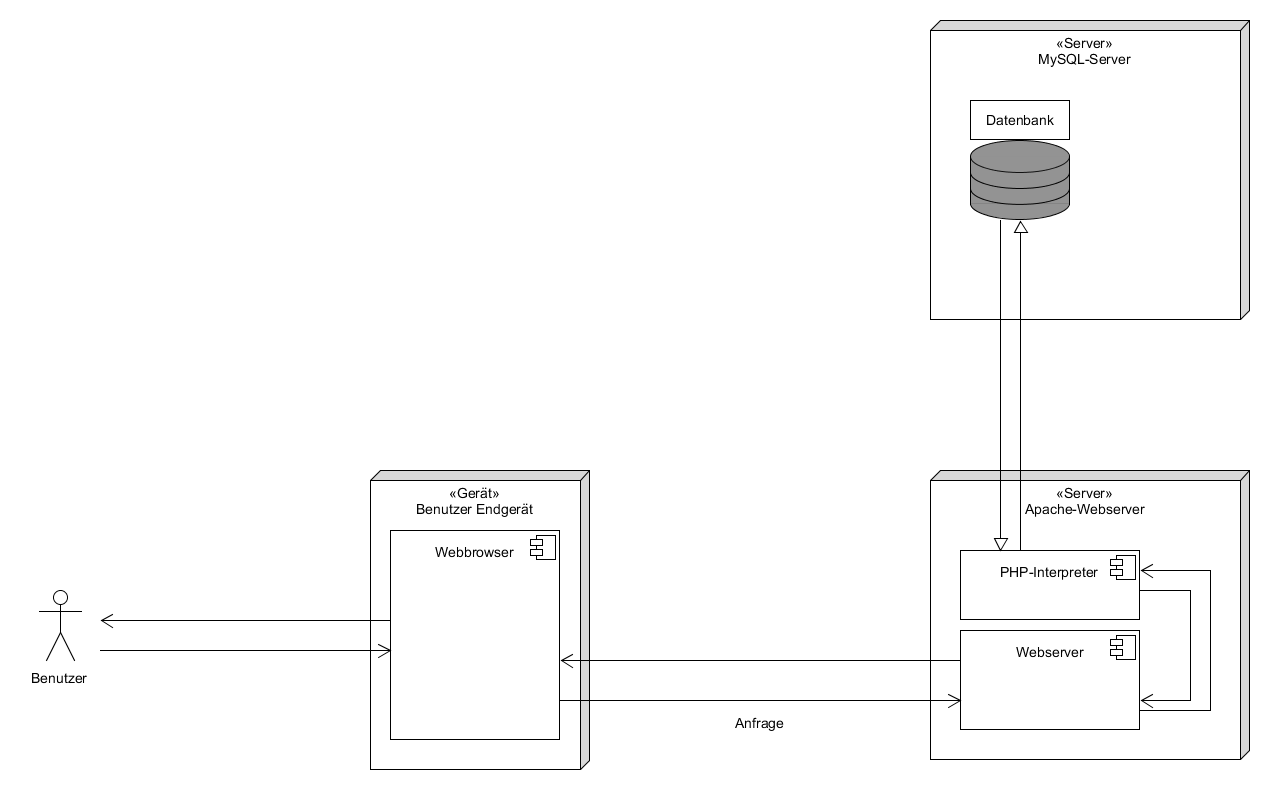 «Server»
MySQL-Server
Datenbank
«Gerät»
Benutzer Endgerät
Webbrowser
«Server»
Apache-Webserver
PHP-Interpreter
Webserver
Benutzer
Anfrage